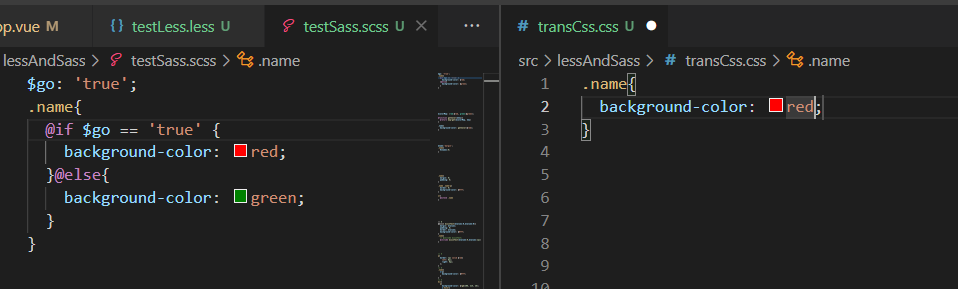 pp.vue M
testLess.less U
testSass.scss U
transCss.css U
lessAndSass > testSass.scss > .name
$go: 'true';
.name{
@if $go == 'true' {
background-color: red;
}@else{
background-color: green;
}
}
src > lessAndSass > # transCss.css > .name
1 .name{
2 background-color: red;
3 }
4
5
6
7
8
9
10